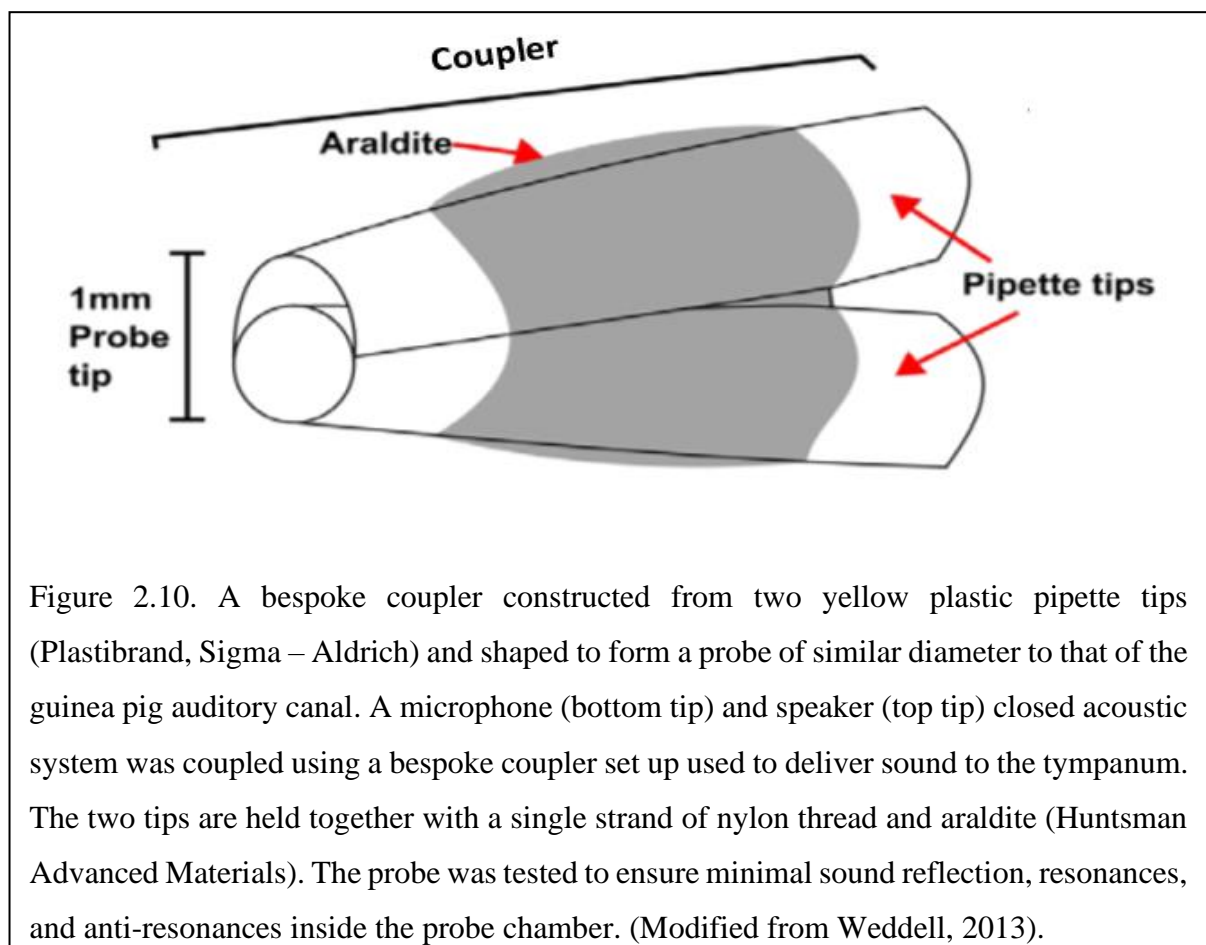 Coupler
Araldite
1mm
Probe
tip
Pipette tips
Figure 2.10. A bespoke coupler constructed from two yellow plastic pipette tips
(Plastibrand, Sigma – Aldrich) and shaped to form a probe of similar diameter to that of the
guinea pig auditory canal. A microphone (bottom tip) and speaker (top tip) closed acoustic
system was coupled using a bespoke coupler set up used to deliver sound to the tympanum.
The two tips are held together with a single strand of nylon thread and araldite (Huntsman
Advanced Materials). The probe was tested to ensure minimal sound reflection, resonances,
and anti-resonances inside the probe chamber. (Modified from Weddell, 2013).